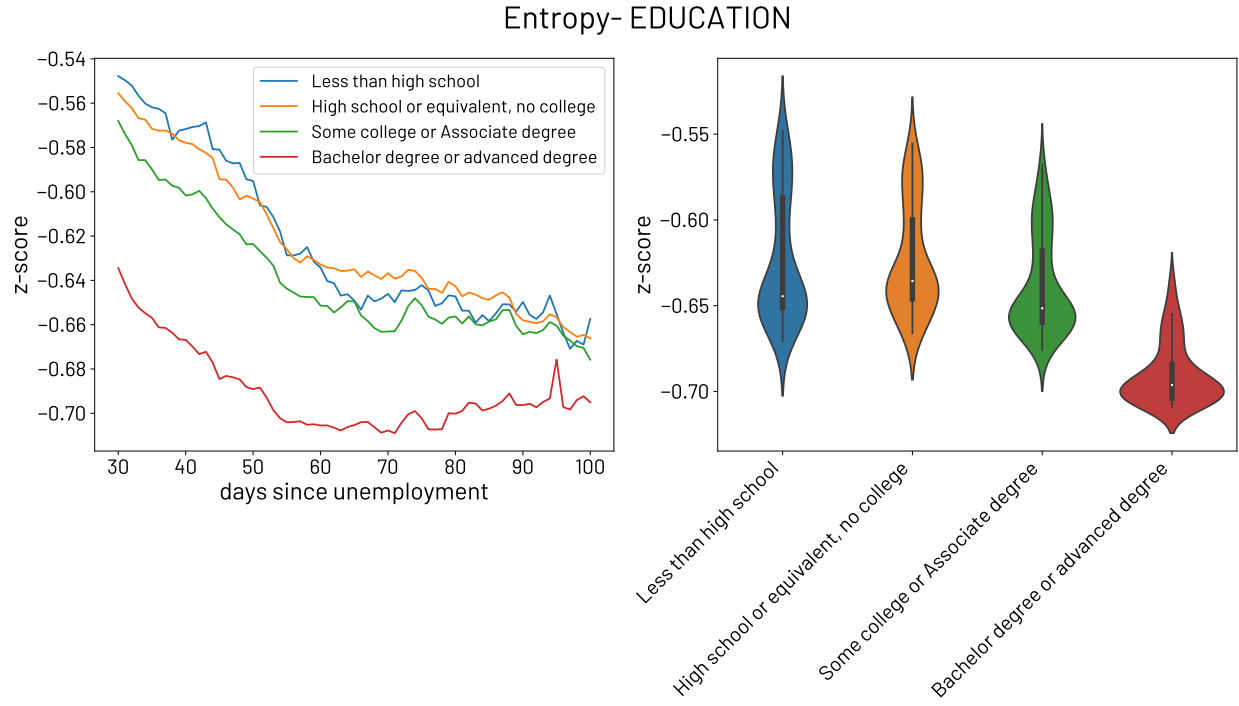 Entropy- EDUCATION
−0.54
−0.56
−0.58
−0.60
−0.62
−0.64
−0.66
−0.68
−0.70
z-score
Less than high school
High school or equivalent, no college
Some college or Associate degree
Bachelor degree or advanced degree
30 40 50 60 70 80 90 100
days since unemployment
−0.55
−0.60
−0.65
−0.70
z-score
Less than high school
High school or equivalent, no college
Some college or Associate degree
Bachelor degree or advanced degree